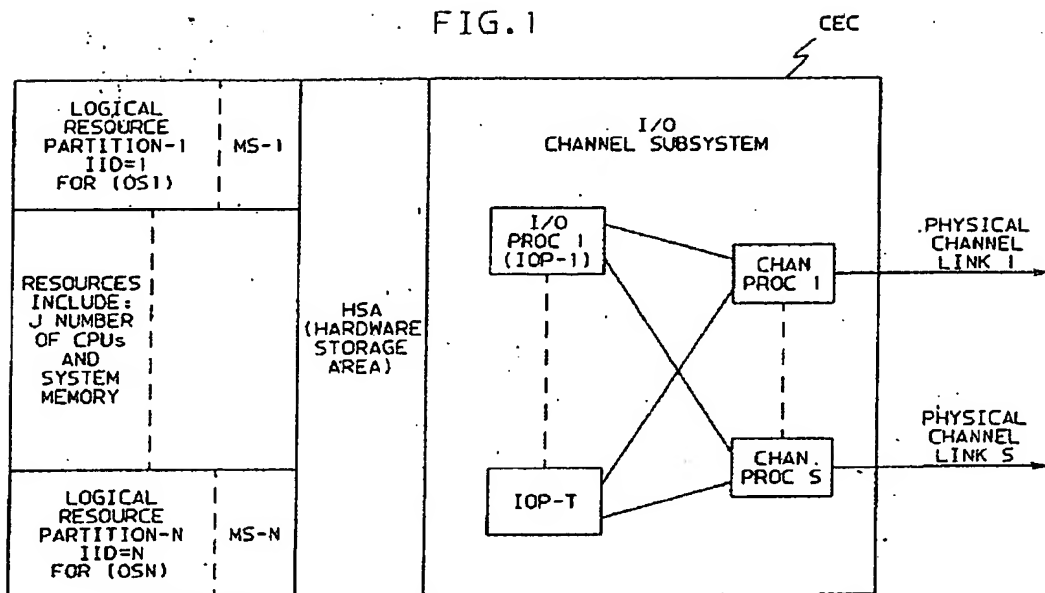 FIG.1
CEC
LOGICAL
RESOURCE
PARTITION-1
IID=1
FOR (OS1)
MS-1
RESOURCES
INCLUDE:
J NUMBER
OF CPUs
AND
SYSTEM
MEMORY
LOGICAL
RESOURCE
PARTITION-N
IID=N
FOR (OSN)
MS-N
HSA
(HARDWARE
STORAGE
AREA)
I/O
CHANNEL SUBSYSTEM
I/O
PROC 1
(IOP-1)
IOP-T
CHAN
PROC 1
CHAN.
PROC S
PHYSICAL
CHANNEL
LINK 1
PHYSICAL
CHANNEL
LINK S